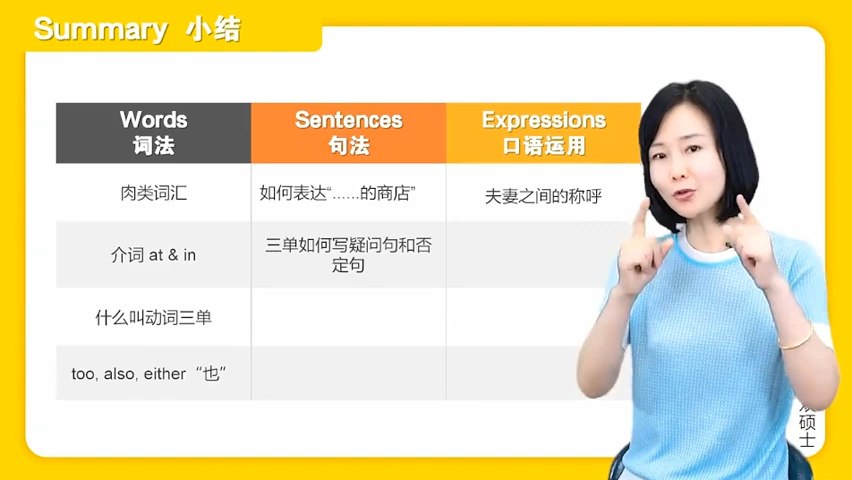 Summary 小结
Words
词法
Sentences
句法
Expressions
口语运用
肉类词汇
如何表达“……的商店”
夫妻之间的称呼
介词 at & in
三单如何写疑问句和否
定句
什么叫动词三单
too, also, either “也”
硕
士